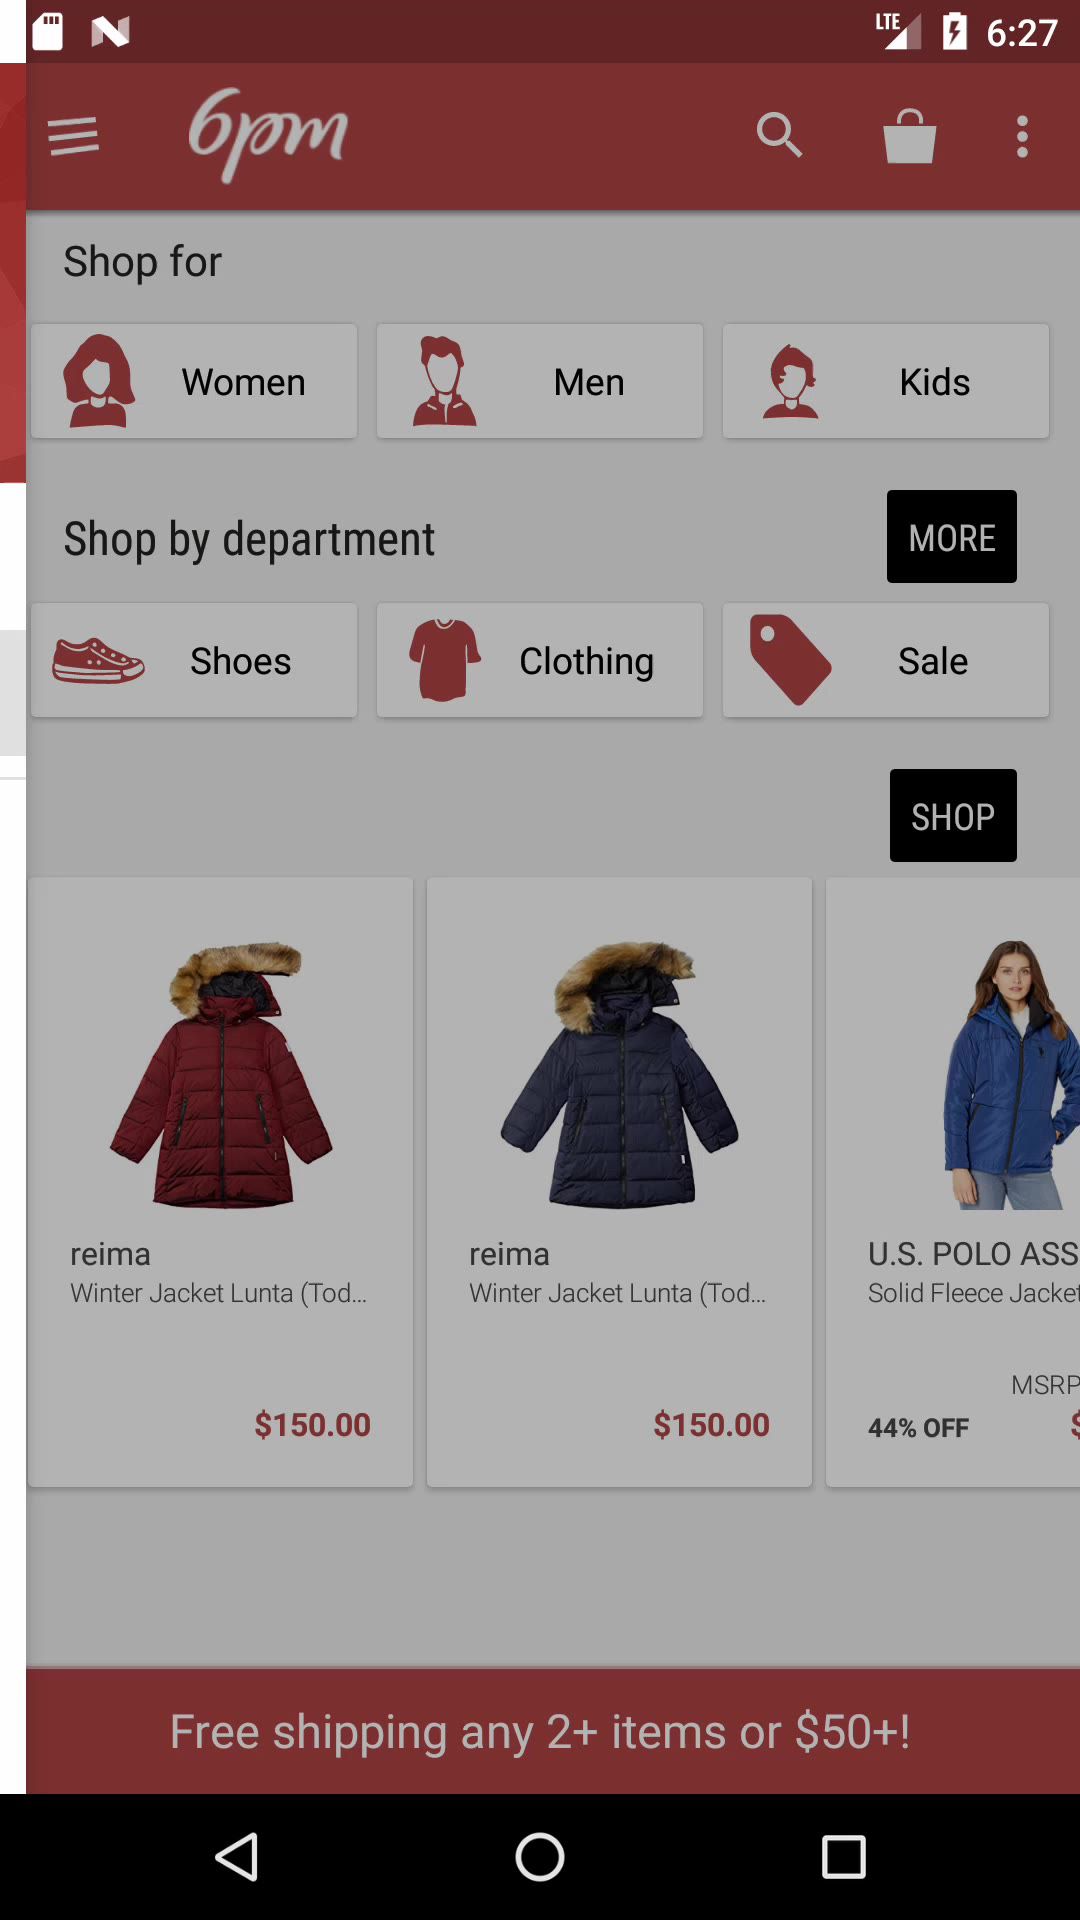 LTE 6:27
6pm
Shop for
Women Men Kids
Shop by department MORE
Shoes Clothing Sale
SHOP
reima reima U.S. POLO ASS
Winter Jacket Lunta (Tod... Winter Jacket Lunta (Tod... Solid Fleece Jacket
MSRP
$150.00 $150.00 44% OFF $
Free shipping any 2+ items or $50+!